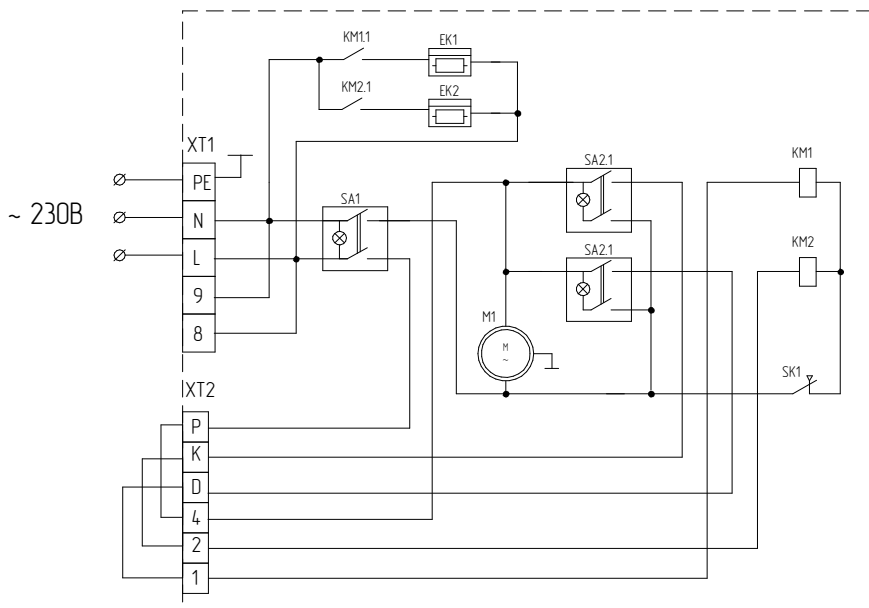 KM1.1
EK1
KM2.1
EK2
XT1
PE
N
L
9
8
~ 230В
SA1
SA2.1
SA2.1
KM1
KM2
M1
M
~
SK1
XT2
P
K
D
4
2
1